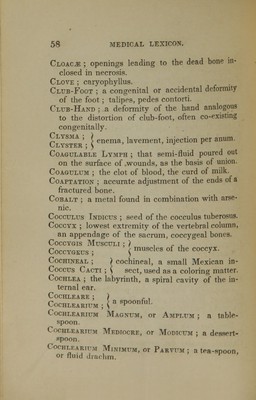 58 MEDICAL LEXICON.
Cloacæ ; openings leading to the dead bone in-
closed in necrosis.
Clove ; caryophyllus.
Club-Foot ; a congenital or accidental deformity
of the foot ; talipes, pedes contorti.
Club-Hand ; a deformity of the hand analogous
to the distortion of club-foot, often co-existing
congenitally.
Clysma ; } enema, lavement, injection per anum.
Clyster ; }
Coagulable Lymph ; that semi-fluid poured out
on the surface of wounds, as the basis of union.
Coagulum ; the clot of blood, the curd of milk.
Coaptation ; accurate adjustment of the ends of a
fractured bone.
Cobalt ; a metal found in combination with arse-
nic.
Cocculus Indicus ; seed of the cocculus tuberosus.
Coccyx ; lowest extremity of the vertebral column,
an appendage of the sacrum, coccygeal bones.
Coccygis Musculi ; } muscles of the coccyx.
Coccygeus ; }
Cochineal ; } cochineal, a small Mexican in-
Coccus Cacti ; } sect, used as a coloring matter.
Cochlea ; the labyrinth, a spiral cavity of the in-
ternal ear.
Cochleare ; } a spoonful.
Cochlearium ; }
Cochlearium Magnum, or Amplum ; a table-
spoon.
Cochlearium Mediocre, or Modicum ; a dessert-
spoon.
Cochlearium Minimum, or Parvum ; a tea-spoon,
or fluid drachm.